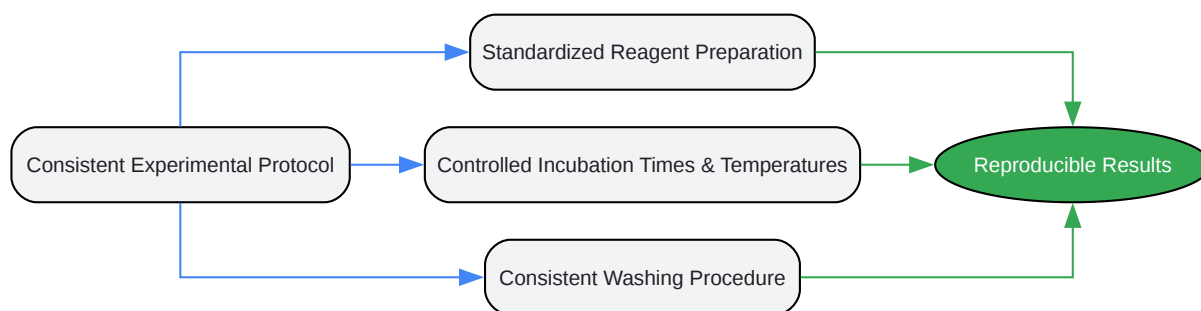 Standardized Reagent Preparation
Consistent Experimental Protocol
Controlled Incubation Times & Temperatures
Reproducible Results
Consistent Washing Procedure